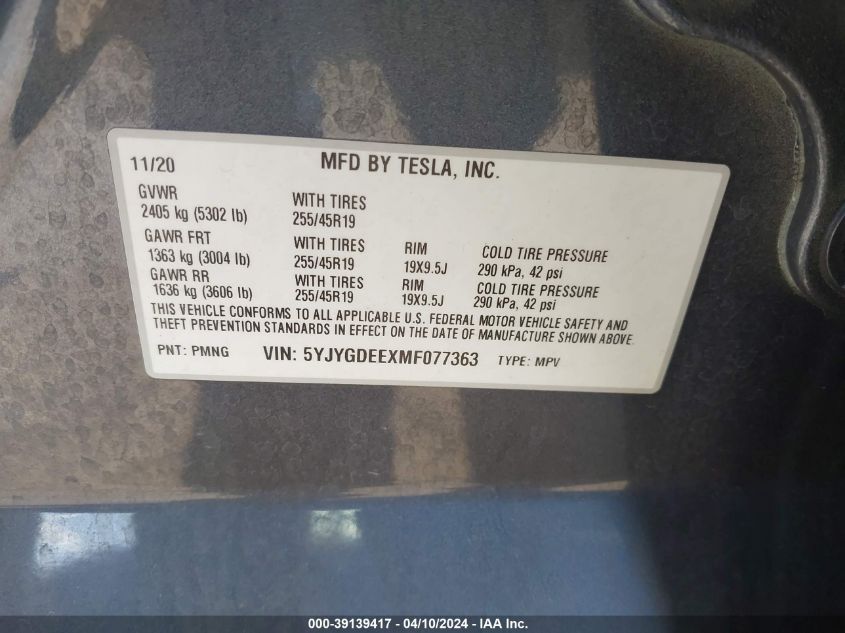 11/20 MFD BY TESLA, INC.
GVWR WITH TIRES
2405 kg (5302 lb) 255/45R19
GAWR FRT WITH TIRES RIM COLD TIRE PRESSURE
1363 kg (3004 lb) 255/45R19 19X9.5J 290 kPa, 42 psi
GAWR RR WITH TIRES RIM COLD TIRE PRESSURE
1636 kg (3606 lb) 255/45R19 19X9.5J 290 kPa, 42 psi
THIS VEHICLE CONFORMS TO ALL APPLICABLE U.S. FEDERAL MOTOR VEHICLE SAFETY AND
THEFT PREVENTION STANDARDS IN EFFECT ON THE DATE OF MANUFACTURE SHOWN ABOVE.
PNT: PMNG VIN: 5YJYGDEEXMF077363 TYPE: MPV
000-39139417 - 04/10/2024 - IAA Inc.